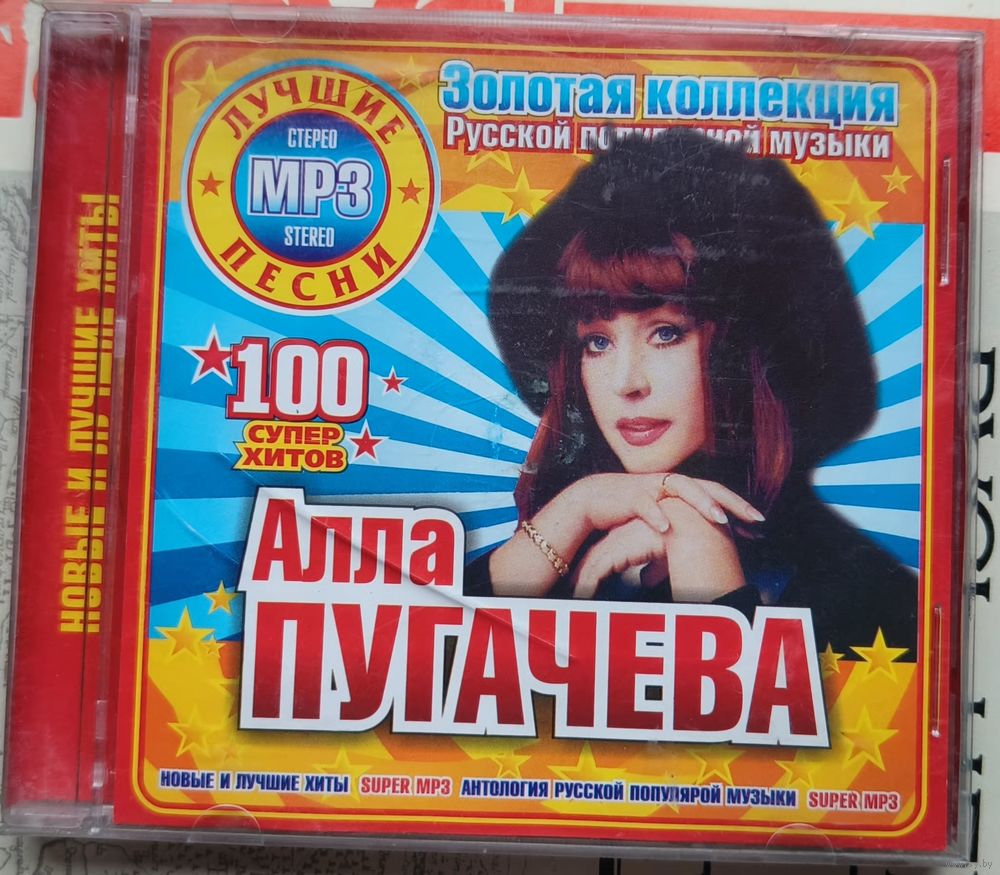 НОВЫЕ И ЛУЧШИЕ ХИТЫ
ЛУЧШИЕ
СТЕРЕО
MP3
STEREO
ПЕСНИ
Золотая коллекция
Русской музыки
100
СУПЕР
ХИТОВ
Алла
ПУГАЧЕВА
НОВЫЕ И ЛУЧШИЕ ХИТЫ SUPER MP3 АНТОЛОГИЯ РУССКОЙ ПОПУЛЯРОЙ МУЗЫКИ SUPER MP3